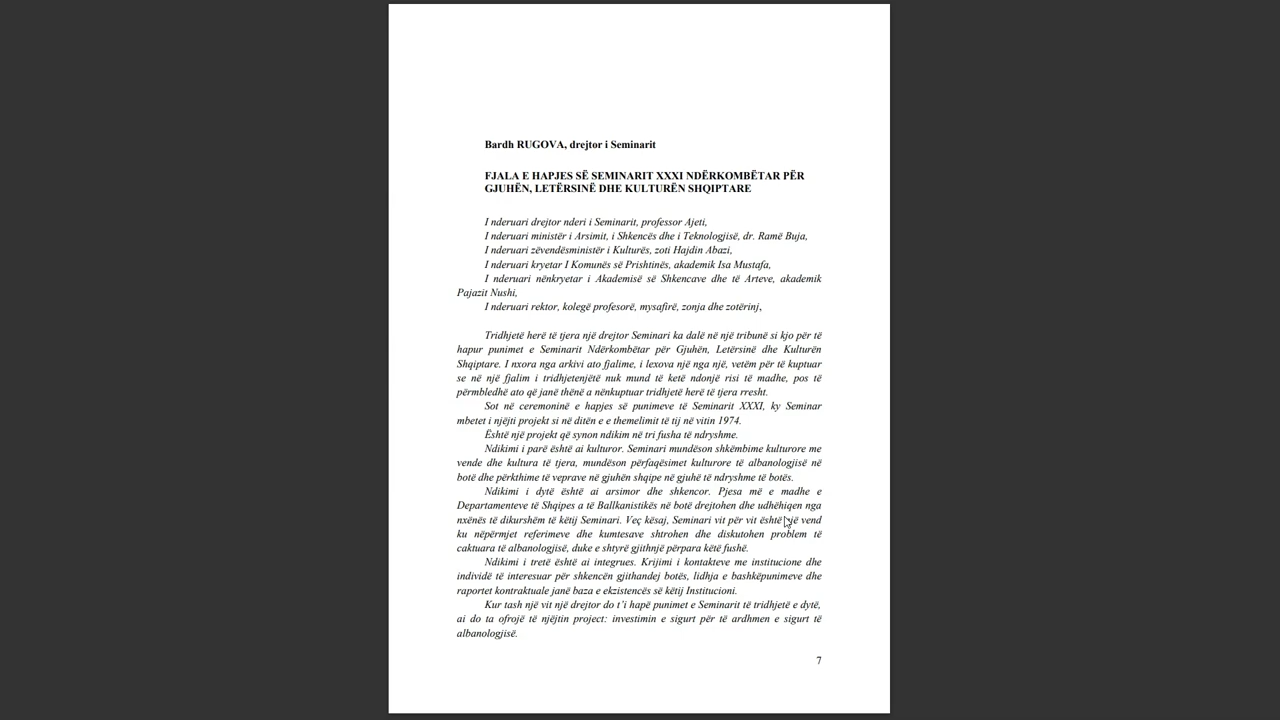 Bardh RUGOVA, drejtor i Seminarit
FJALA E HAPJES SË SEMINARIT XXXI NDËRKOMBËTAR PËR
GJUHËN, LETËRSINË DHE KULTURËN SHQIPTARE
I nderuari drejtor nderi i Seminarit, professor Ajeti,
I nderuari ministër i Arsimit, i Shkencës dhe i Teknologjisë, dr. Ramë Buja,
I nderuari zëvendësministër i Kulturës, zoti Hajdin Abazi,
I nderuari kryetar I Komunës së Prishtinës, akademik Isa Mustafa,
I nderuari nënkryetar i Akademisë së Shkencave dhe të Arteve, akademik
Pajazit Nushi,
I nderuari rektor, kolegë profesorë, mysafirë, zonja dhe zotërinj,
Tridhjetë herë të tjera një drejtor Seminari ka dalë në një tribunë si kjo për të
hapur punimet e Seminarit Ndërkombëtar për Gjuhën, Letërsinë dhe Kulturën
Shqiptare. I nxora nga arkivi ato fjalime, i lexova një nga një, vetëm për të kuptuar
se në një fjalim i tridhjetenjëtë nuk mund të ketë ndonjë risi të madhe, pos të
përmbledhë ato që janë thënë a nënkuptuar tridhjetë herë të tjera rresht.
Sot në ceremoninë e hapjes së punimeve të Seminarit XXXI, ky Seminar
mbetet i njëjti projekt si në ditën e e themelimit të tij në vitin 1974.
Është një projekt që synon ndikim në tri fusha të ndryshme.
Ndikimi i parë është ai kulturor. Seminari mundëson shkëmbime kulturore me
vende dhe kultura të tjera, mundëson përfaqësimet kulturore të albanologjisë në
botë dhe përkthime të veprave në gjuhën shqipe në gjuhë të ndryshme të botës.
Ndikimi i dytë është ai arsimor dhe shkencor. Pjesa më e madhe e
Departamenteve të Shqipes a të Ballkanistikës në botë drejtohen dhe udhëhiqen nga
nxënës të dikurshëm të këtij Seminari. Veç kësaj, Seminari vit për vit është një vend
ku nëpërmjet referimeve dhe kumtesave shtrohen dhe diskutohen problem të
caktuara të albanologjisë, duke e shtyrë gjithnjë përpara këtë fushë.
Ndikimi i tretë është ai integrues. Krijimi i kontakteve me institucione dhe
individë të interesuar për shkencën gjithandej botës, lidhja e bashkëpunimeve dhe
raportet kontraktuale janë baza e ekzistencës së këtij Institucioni.
Kur tash një vit një drejtor do t’i hapë punimet e Seminarit të tridhjetë e dytë,
ai do ta ofrojë të njëjtin project: investimin e sigurt për të ardhmen e sigurt të
albanologjisë.
7